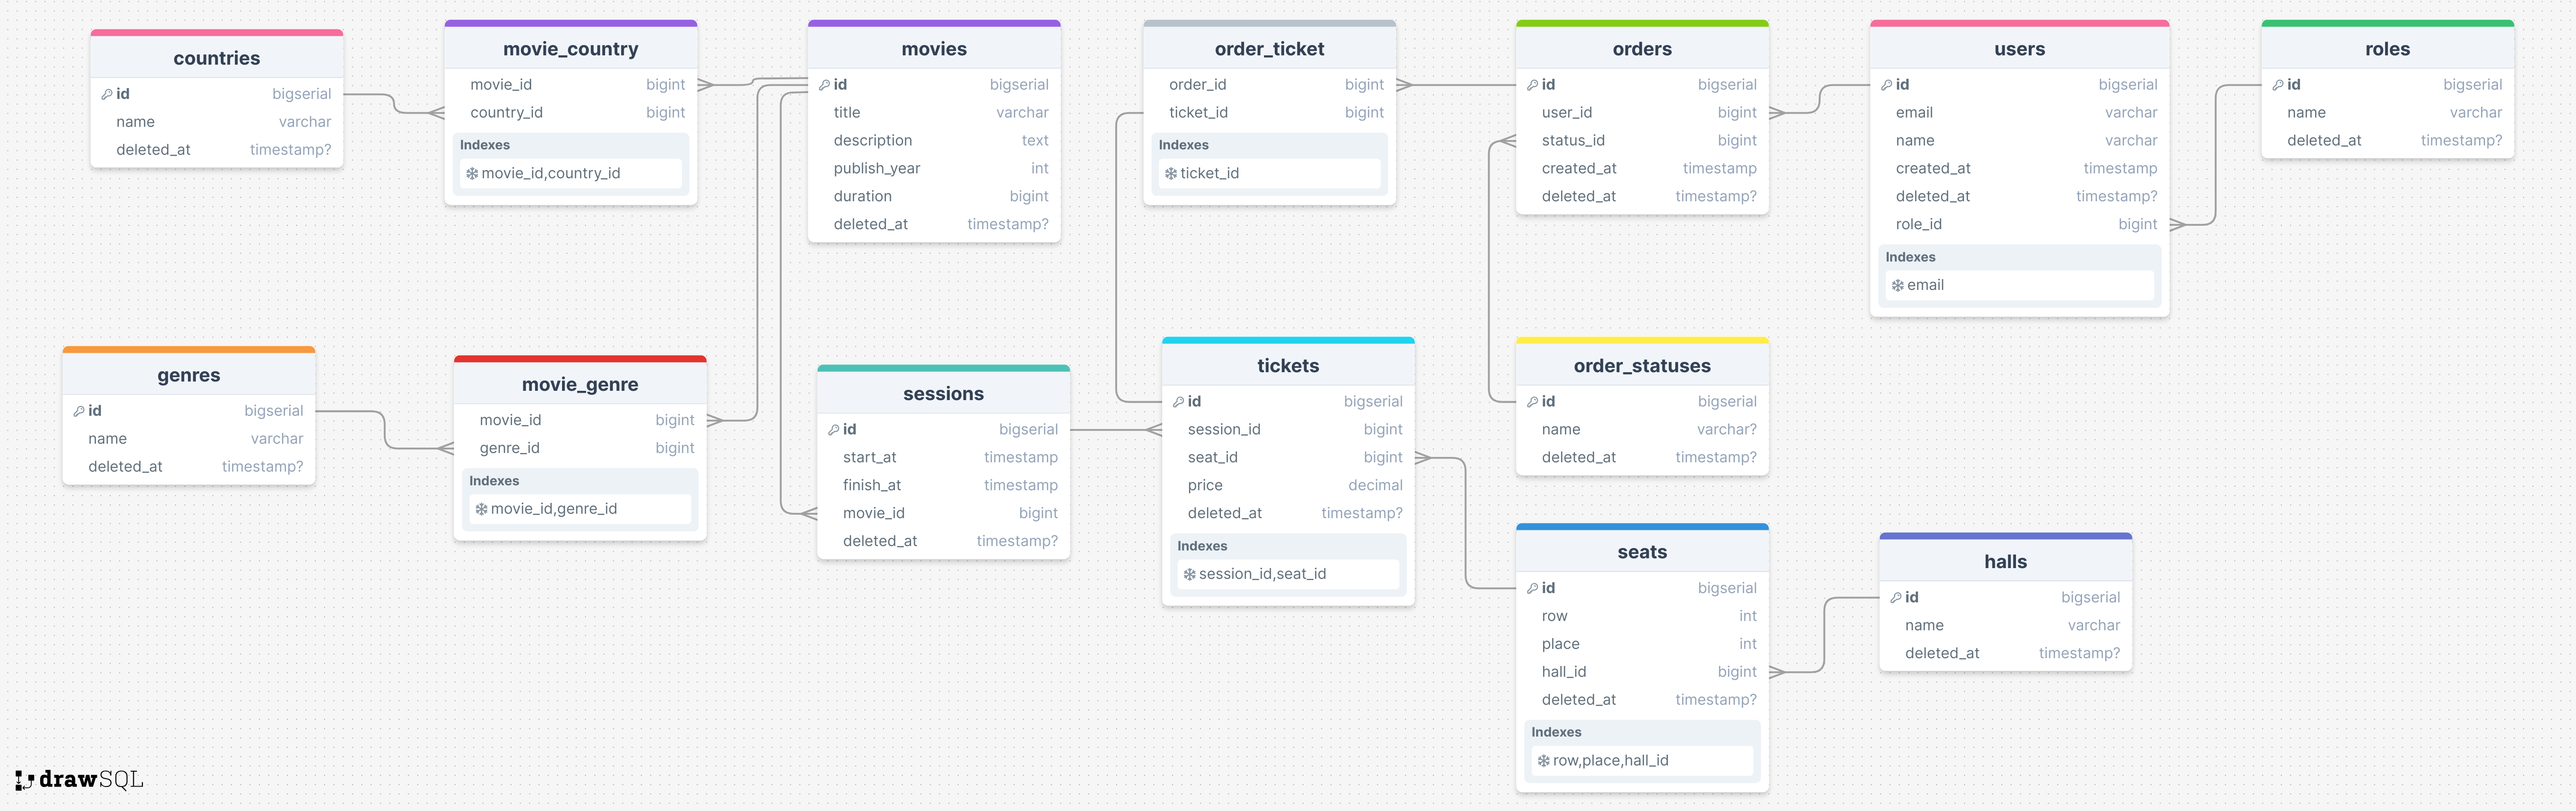 countries
id bigserial
name varchar
deleted_at timestamp?
movie_country
movie_id bigint
country_id bigint
Indexes
movie_id,country_id
movies
id bigserial
title varchar
description text
publish_year int
duration bigint
deleted_at timestamp?
order_ticket
order_id bigint
ticket_id bigint
Indexes
ticket_id
orders
id bigserial
user_id bigint
status_id bigint
created_at timestamp
deleted_at timestamp?
users
id bigserial
email varchar
name varchar
created_at timestamp
deleted_at timestamp?
role_id bigint
Indexes
email
roles
id bigserial
name varchar
deleted_at timestamp?
genres
id bigserial
name varchar
deleted_at timestamp?
movie_genre
movie_id bigint
genre_id bigint
Indexes
movie_id,genre_id
sessions
id bigserial
start_at timestamp
finish_at timestamp
movie_id bigint
deleted_at timestamp?
tickets
id bigserial
session_id bigint
seat_id bigint
price decimal
deleted_at timestamp?
Indexes
session_id,seat_id
order_statuses
id bigserial
name varchar?
deleted_at timestamp?
seats
id bigserial
row int
place int
hall_id bigint
deleted_at timestamp?
Indexes
row,place,hall_id
halls
id bigserial
name varchar
deleted_at timestamp?
drawSQL